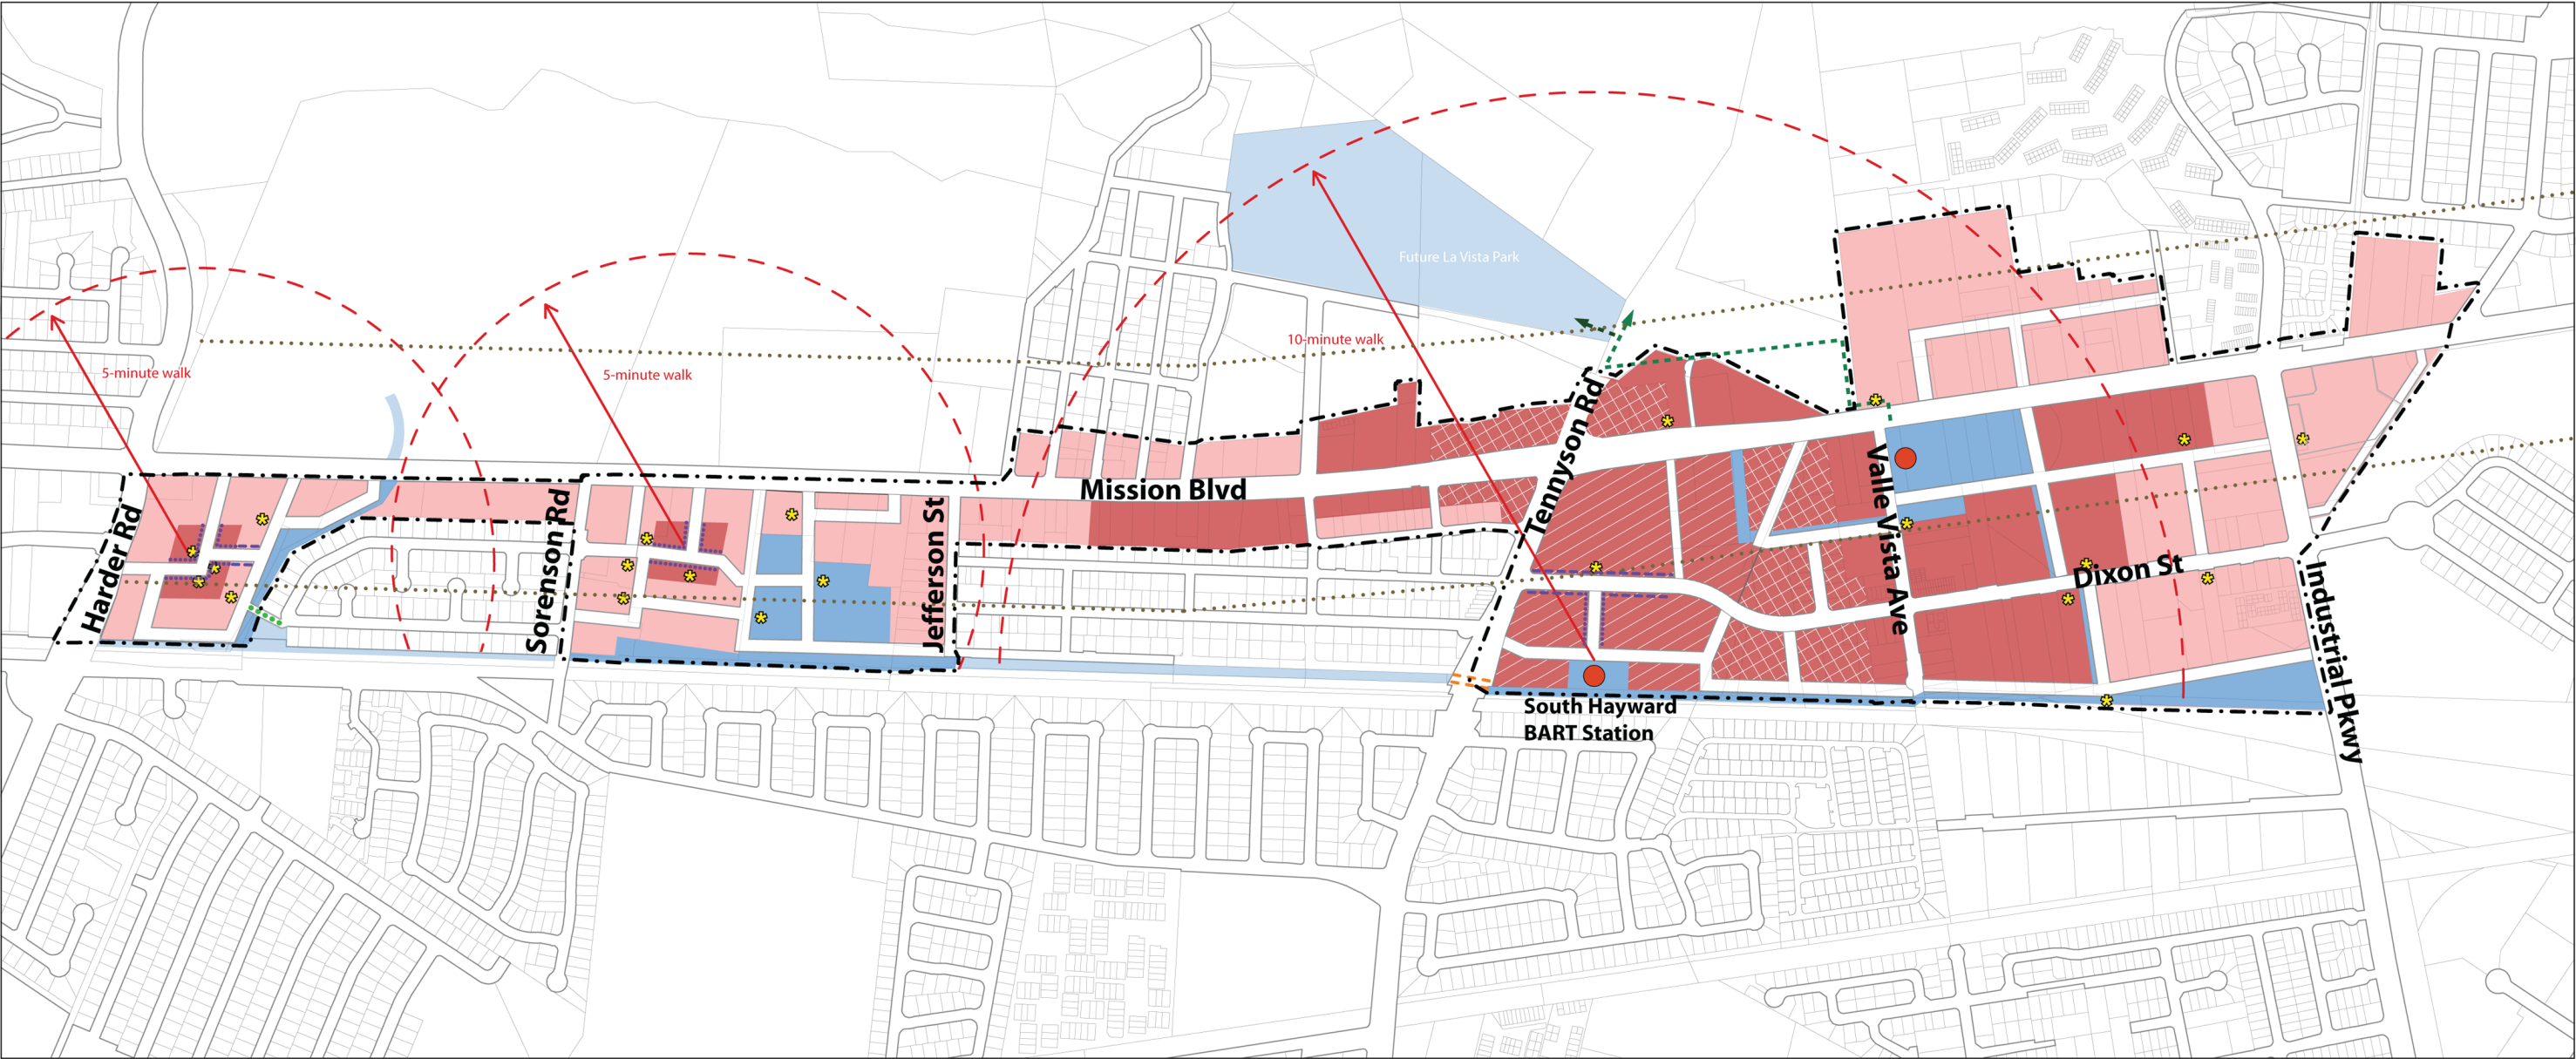 Future La Vista Park
10-minute walk
5-minute walk
5-minute walk
Harder Rd
Sorenson Rd
Jefferson St
Mission Blvd
Tennyson Rd
Valle Vista Ave
Dixon St
Industrial Pkwy
South Hayward
BART Station